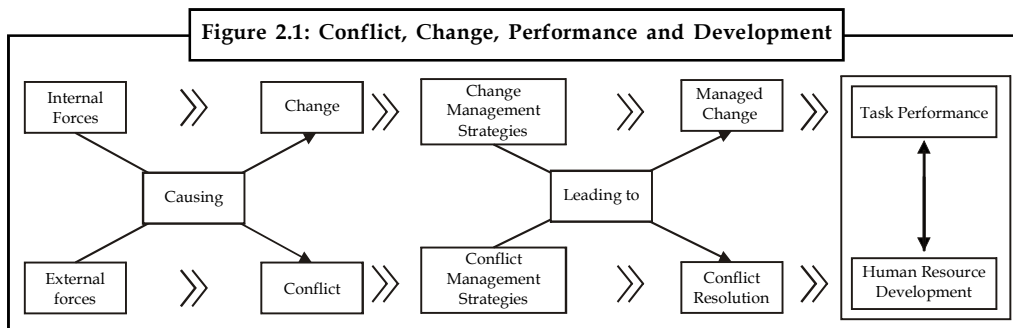 Figure 2.1: Conflict, Change, Performance and Development
Internal
Forces
Change
Change
Management
Strategies
Managed
Change
Task Performance
Causing
Leading to
External
forces
Conflict
Conflict
Management
Strategies
Conflict
Resolution
Human Resource
Development